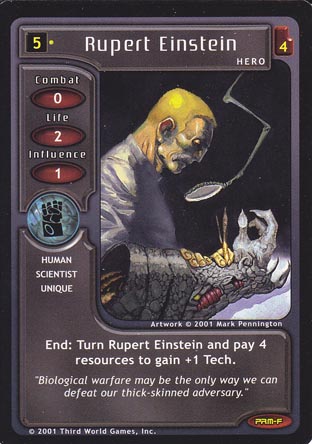 5
Rupert Einstein
4
HERO
Combat
0
Life
2
Influence
1
HUMAN
SCIENTIST
UNIQUE
Artwork © 2001 Mark Pennington
End: Turn Rupert Einstein and pay 4
resources to gain +1 Tech.
"Biological warfare may be the only way we can
defeat our thick-skinned adversary."
PRM-F
© 2001 Third World Games, Inc.